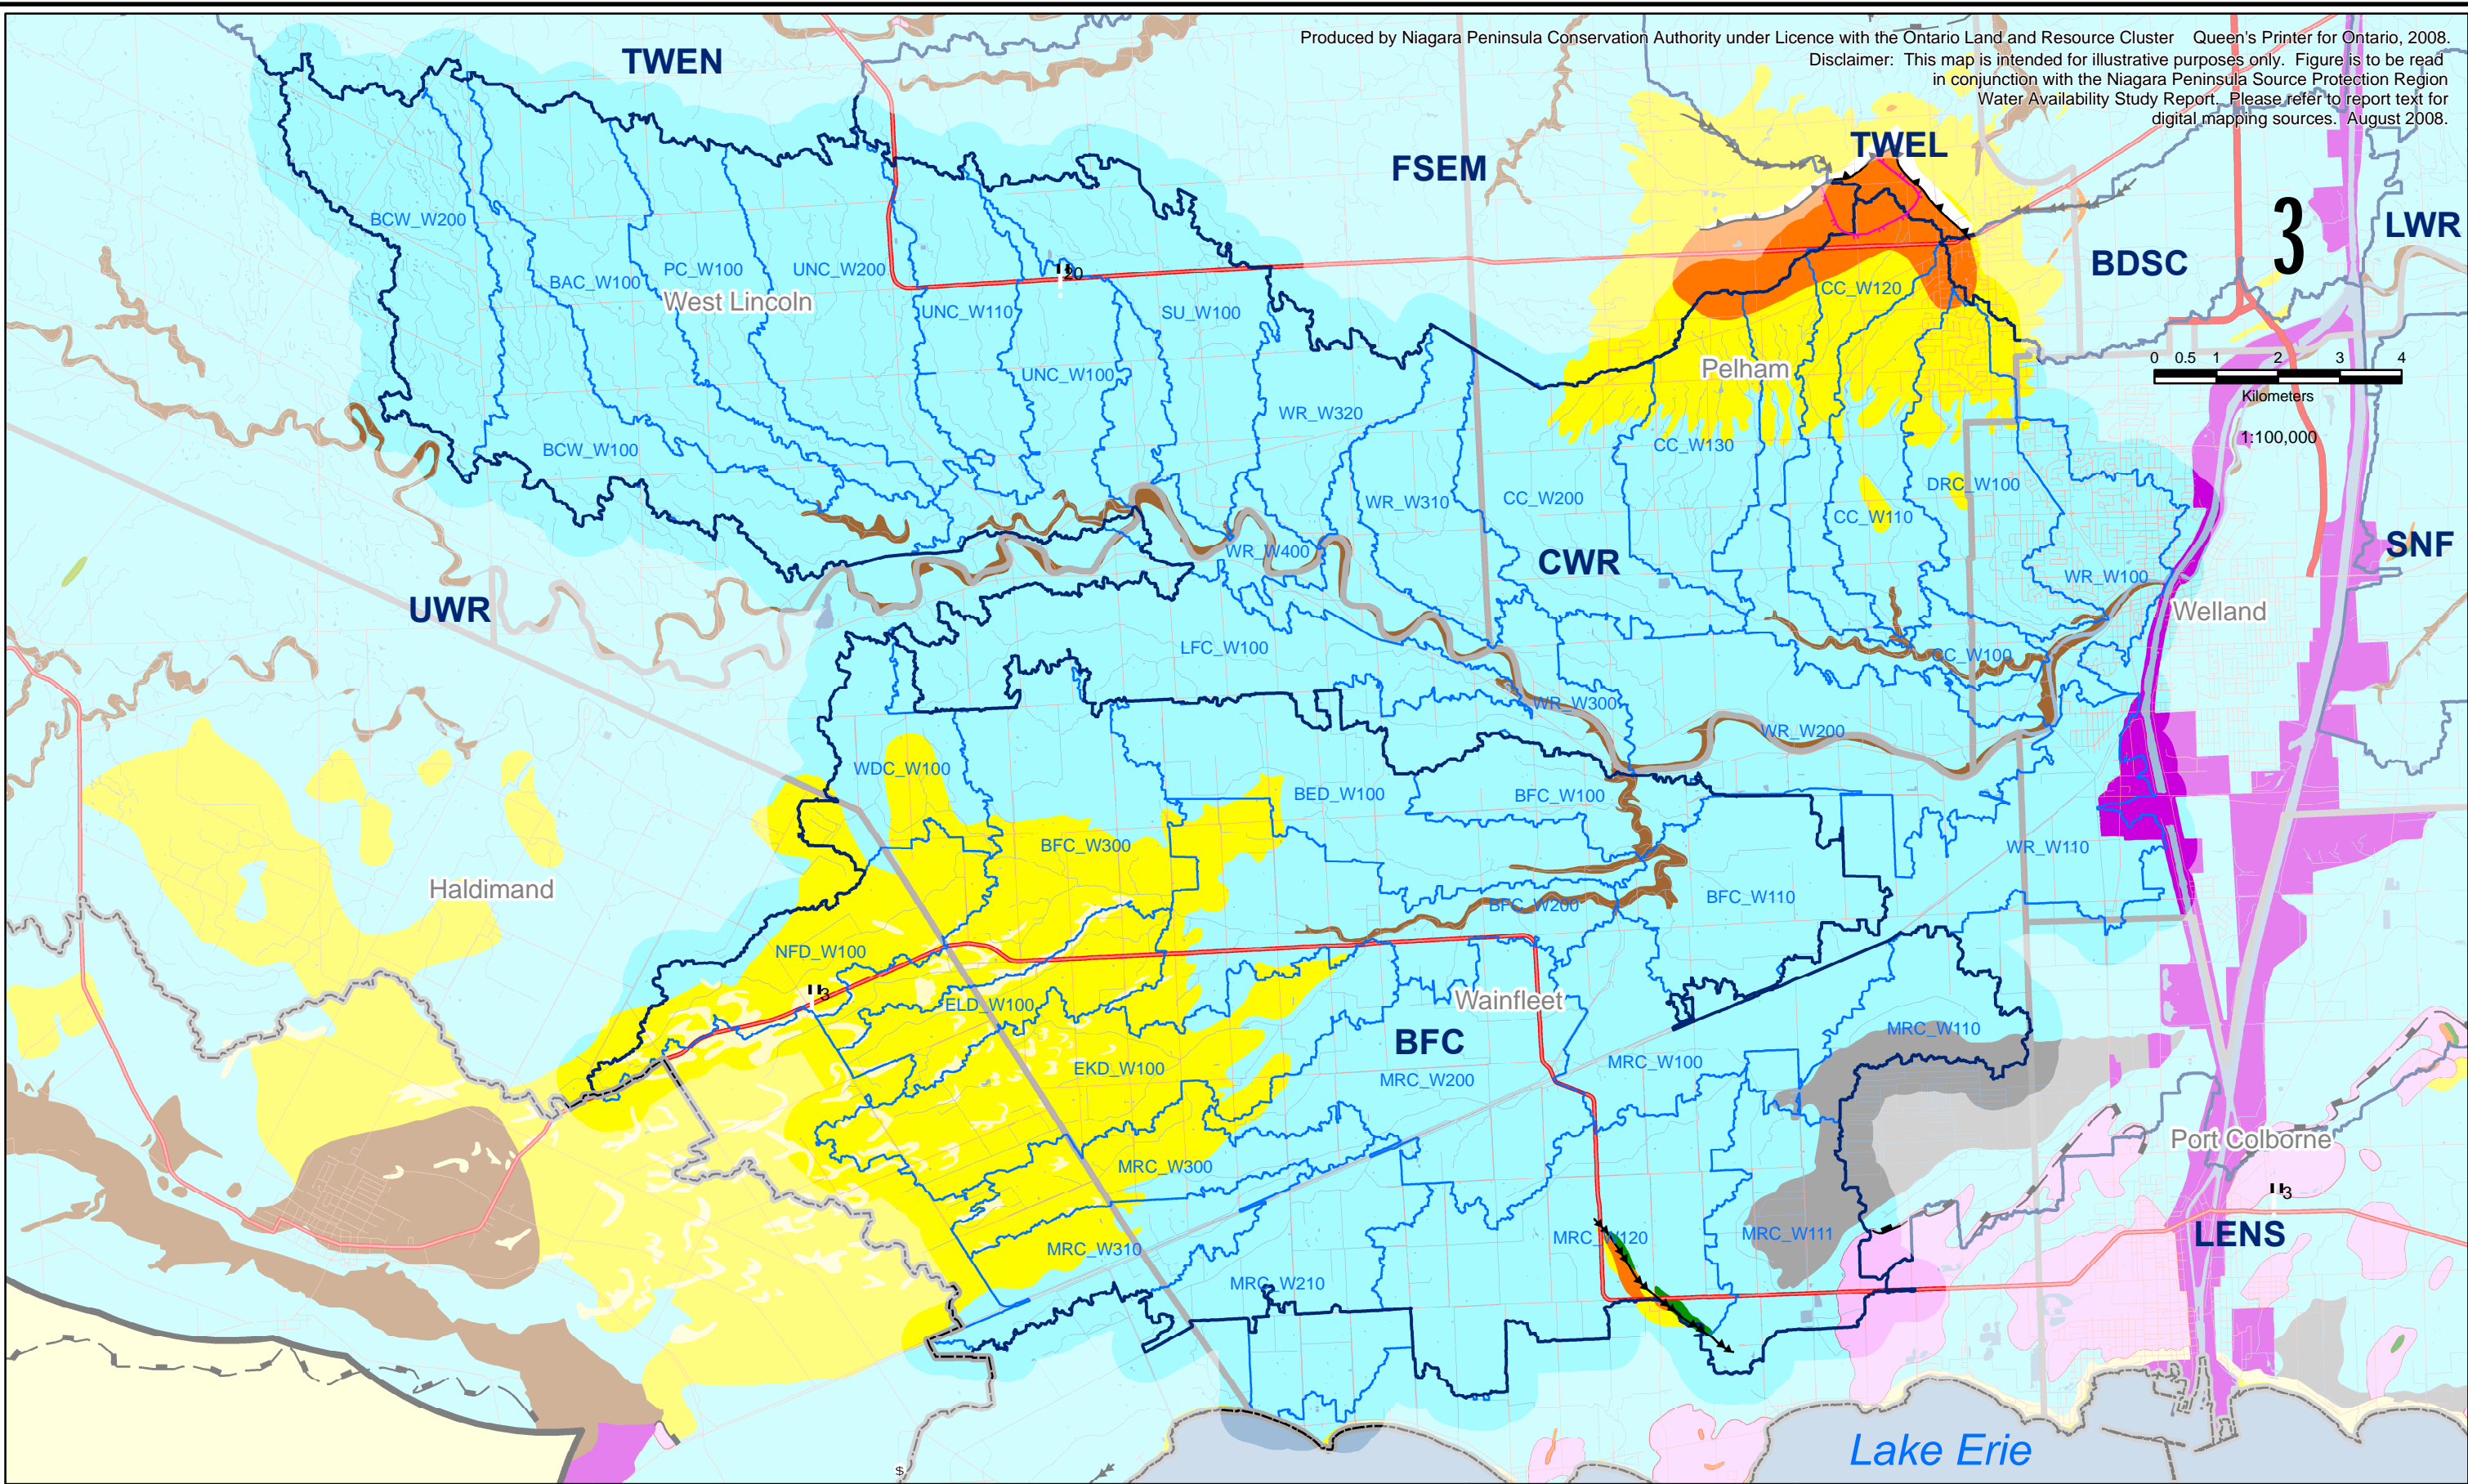 Produced by Niagara Peninsula Conservation Authority under Licence with the Ontario Land and Resource Cluster Queen's Printer for Ontario, 2008.
Disclaimer: This map is intended for illustrative purposes only. Figure is to be read
in conjunction with the Niagara Peninsula Source Protection Region
Water Availability Study Report. Please refer to report text for
digital mapping sources. August 2008.
TWEN
FSEM
TWEL
BDSC
3
LWR
BCW_W200
BAC_W100
PC_W100
UNC_W200
West Lincoln
20
UNC_W110
SU_W100
UNC_W100
CC_W120
Pelham
0 0.5 1 2 3 4
Kilometers
1:100,000
WR_W320
BCW_W100
CC_W130
WR_W310
CC_W200
DRC_W100
CC_W110
WR_W400
CWR
SNF
WR_W100
UWR
Welland
LFC_W100
CC_W100
WR_W300
WR_W200
WDC_W100
BED_W100
BFC_W100
BFC_W300
WR_W110
Haldimand
BFC_W200
BFC_W110
NFD_W100
3
ELD_W100
Wainfleet
BFC
MRC_W110
EKD_W100
MRC_W200
MRC_W100
MRC_W300
Port Colborne
3
MRC_W310
MRC_W120
MRC_W111
LENS
MRC_W210
Lake Erie
$